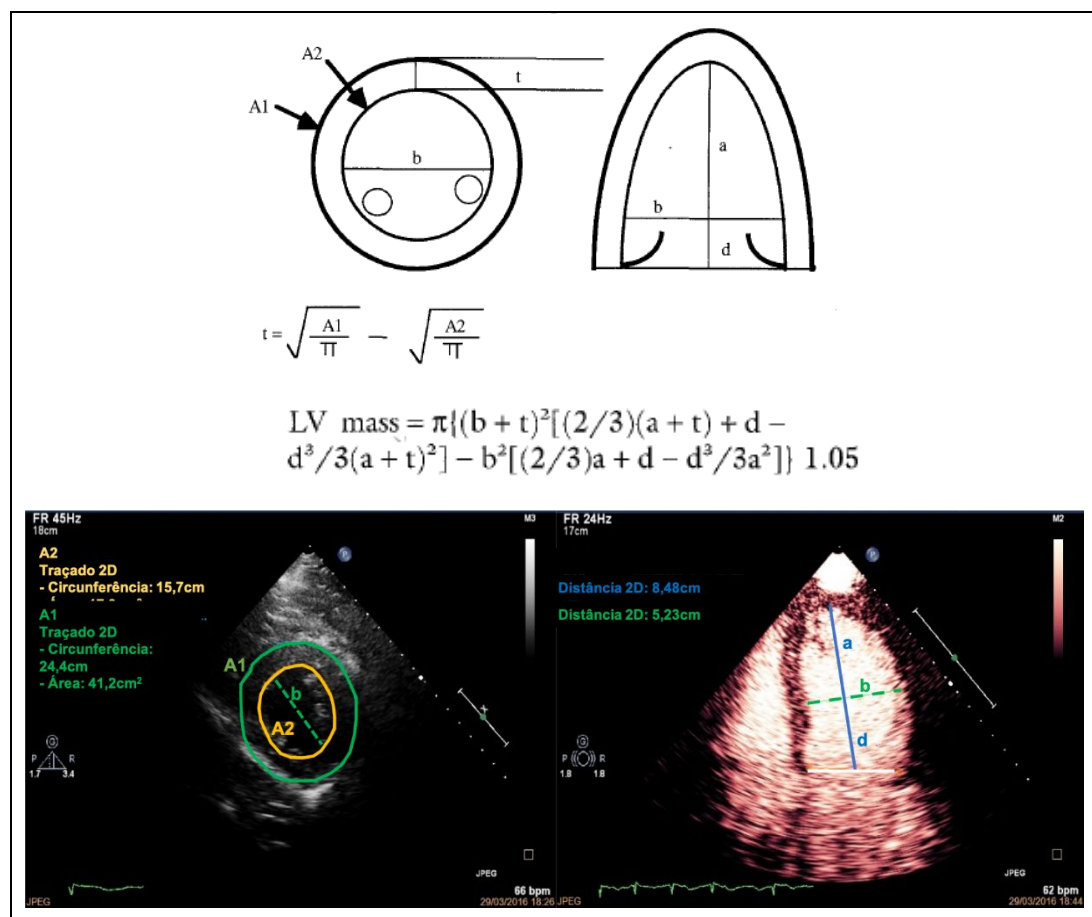 A2
A1
t
b
a
b
d
t = √A1/π − √A2/π
LV mass = π{(b + t)²[(2/3)(a + t) + d −
d³/3(a + t)²] − b²[(2/3)a + d − d³/3a²]} 1.05
FR 45Hz
18cm
M3
A2
Traçado 2D
- Circunferência: 15,7cm
A1
Traçado 2D
- Circunferência:
24,4cm
- Área: 41,2cm²
P
A1
b
A2
G
P R
1.7 3.4
JPEG
66 bpm
JPEG
29/03/2016 18:26
FR 24Hz
17cm
M2
Distância 2D: 8,48cm
Distância 2D: 5,23cm
P
a
b
d
G
P R
1.8 1.8
JPEG
62 bpm
JPEG
29/03/2016 18:44